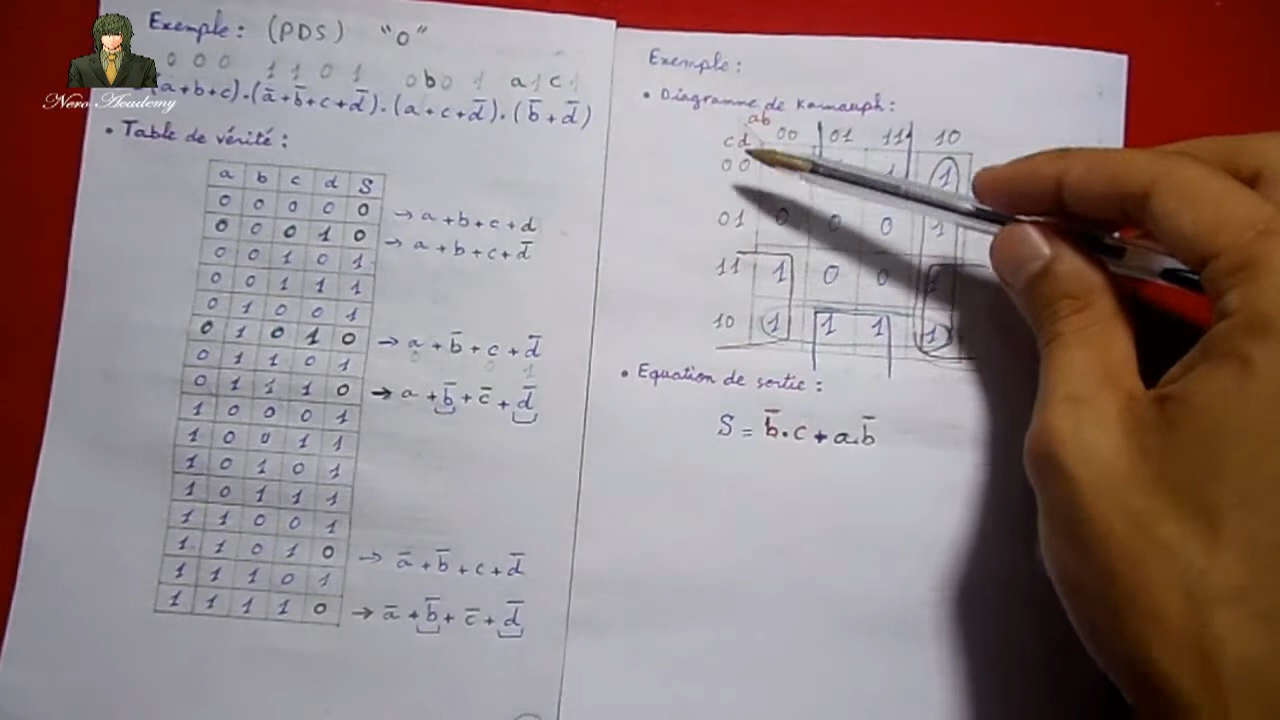 Exemple : (PDS) "0"
0 0 0 1 1 0 1 0 b 0 1 a 1 c 1
(a+b+c).(a̅+b̅+c+d̅).(a+c+d̅).(b̅+d̅)
Nero Academy
• Table de vérité :
a b c d S
0 0 0 0 0 → a+b+c+d
0 0 0 1 0 → a+b+c+d̅
0 0 1 0 1
0 0 1 1 1
0 1 0 0 1
0 1 0 1 0 → a+b̅+c+d̅
0 0 1
0 1 1 0 1
0 1 1 1 0 → a+b̅+c̅+d̅
1 0 0 0 1
1 0 0 1 1
1 0 1 0 1
1 0 1 1 1
1 1 0 0 1
1 1 0 1 0 → a̅+b̅+c+d̅
1 1 1 0 1
1 1 1 1 0 → a̅+b̅+c̅+d̅
Exemple :
• Diagramme de Karnauph :
ab
cd 00 01 11 10
00 1 1
01 0 0 0 1
11 1 0 0 1
10 1 1 1 1
• Equation de sortie :
S = b̅.c + a.b̅